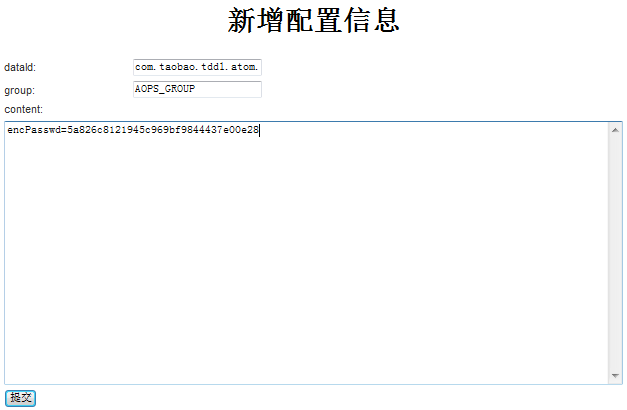 新增配置信息
dataId: com.taobao.tddl.atom.
group: AOPS_GROUP
content:
encPasswd=5a826c8121945c969bf9844437e00e28
提交